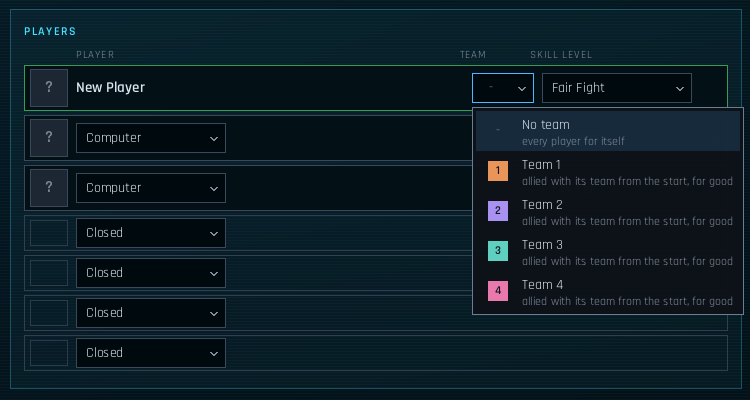 PLAYERS
PLAYER TEAM SKILL LEVEL
? New Player - Fair Fight
? Computer
? Computer
Closed
Closed
Closed
Closed
- No team
every player for itself
1 Team 1
allied with its team from the start, for good
2 Team 2
allied with its team from the start, for good
3 Team 3
allied with its team from the start, for good
4 Team 4
allied with its team from the start, for good